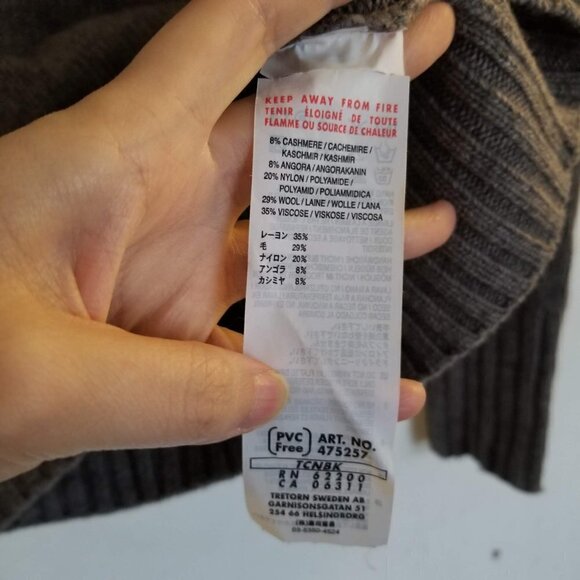 KEEP AWAY FROM FIRE
TENIR ÉLOIGNÉ DE TOUTE
FLAMME OU SOURCE DE CHALEUR
8% CASHMERE / CACHEMIRE /
KASCHMIR / KASHMIR
8% ANGORA / ANGORAKANIN
20% NYLON / POLYAMIDE /
POLYAMID / POLIAMMIDICA
29% WOOL / LAINE / WOLLE / LANA
35% VISCOSE / VISKOSE / VISCOSA
レーヨン 35%
毛 29%
ナイロン 20%
アンゴラ 8%
カシミヤ 8%
PVC Free ART. NO. 475257
TCNBK
RN 62200
CA 06311
TRETORN SWEDEN AB
GARNISONSGATAN 51
254 66 HELSINGBORG